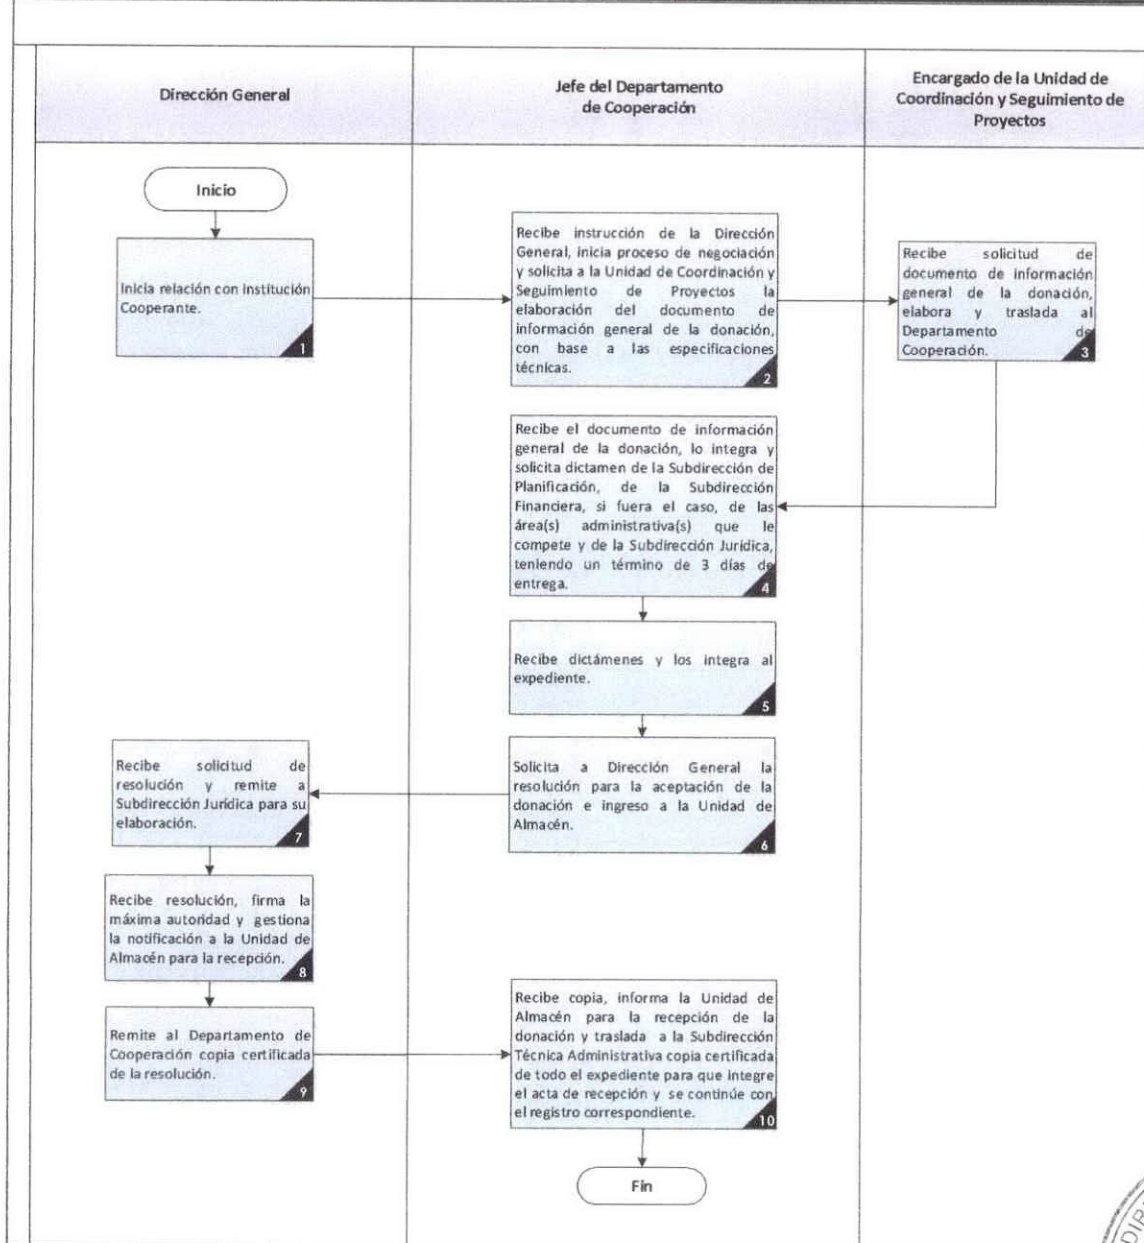 Dirección General
Jefe del Departamento
de Cooperación
Encargado de la Unidad de
Coordinación y Seguimiento de
Proyectos
Inicio
Inicia relación con Institución
Cooperante.
1
Recibe instrucción de la Dirección
General, inicia proceso de negociación
y solicita a la Unidad de Coordinación y
Seguimiento de Proyectos la
elaboración del documento de
información general de la donación,
con base a las especificaciones
técnicas.
2
Recibe solicitud de
documento de información
general de la donación,
elabora y traslada al
Departamento de
Cooperación.
3
Recibe el documento de información
general de la donación, lo integra y
solicita dictamen de la Subdirección de
Planificación, de la Subdirección
Financiera, si fuera el caso, de las
área(s) administrativa(s) que le
compete y de la Subdirección Jurídica,
teniendo un término de 3 días de
entrega.
4
Recibe dictámenes y los integra al
expediente.
5
Solicita a Dirección General la
resolución para la aceptación de la
donación e ingreso a la Unidad de
Almacén.
6
Recibe solicitud de
resolución y remite a
Subdirección Jurídica para su
elaboración.
7
Recibe resolución, firma la
máxima autoridad y gestiona
la notificación a la Unidad de
Almacén para la recepción.
8
Remite al Departamento de
Cooperación copia certificada
de la resolución.
9
Recibe copia, informa la Unidad de
Almacén para la recepción de la
donación y traslada a la Subdirección
Técnica Administrativa copia certificada
de todo el expediente para que integre
el acta de recepción y se continúe con
el registro correspondiente.
10
Fin
DIR